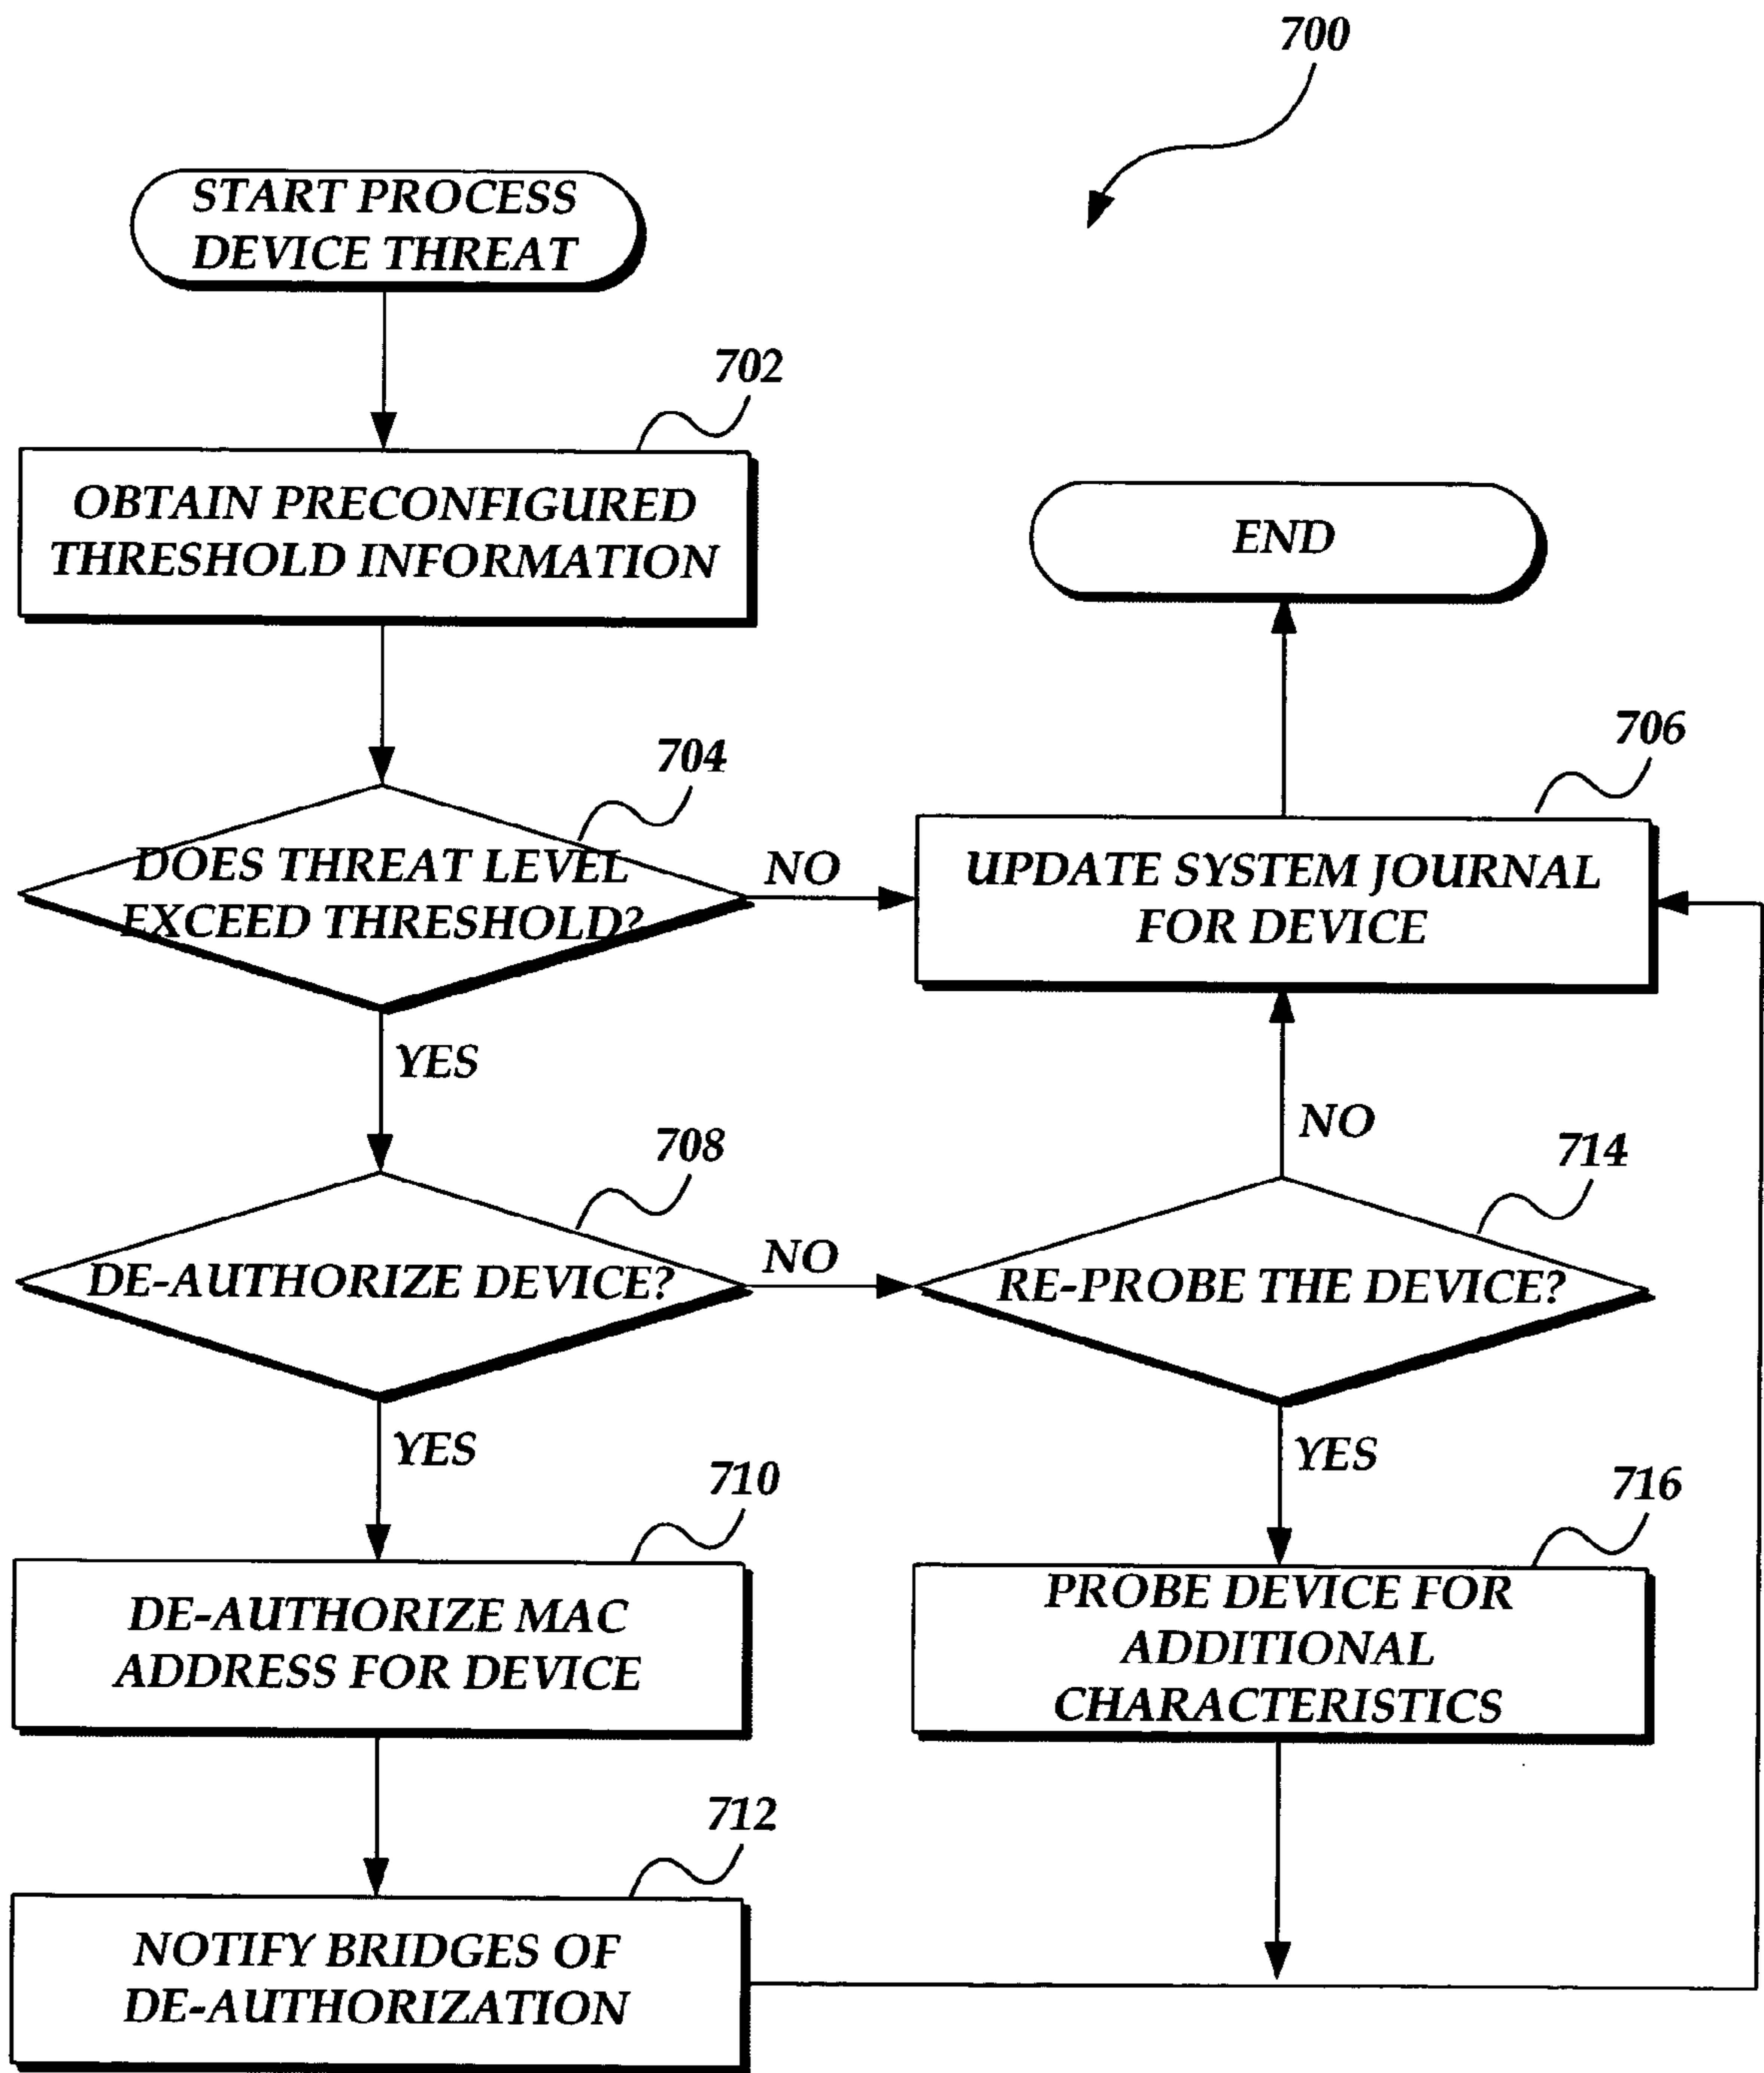 700
START PROCESS
DEVICE THREAT
702
OBTAIN PRECONFIGURED
THRESHOLD INFORMATION
END
704
DOES THREAT LEVEL
EXCEED THRESHOLD?
NO
706
UPDATE SYSTEM JOURNAL
FOR DEVICE
YES
NO
708
DE-AUTHORIZE DEVICE?
NO
714
RE-PROBE THE DEVICE?
YES
YES
710
DE-AUTHORIZE MAC
ADDRESS FOR DEVICE
716
PROBE DEVICE FOR
ADDITIONAL
CHARACTERISTICS
712
NOTIFY BRIDGES OF
DE-AUTHORIZATION